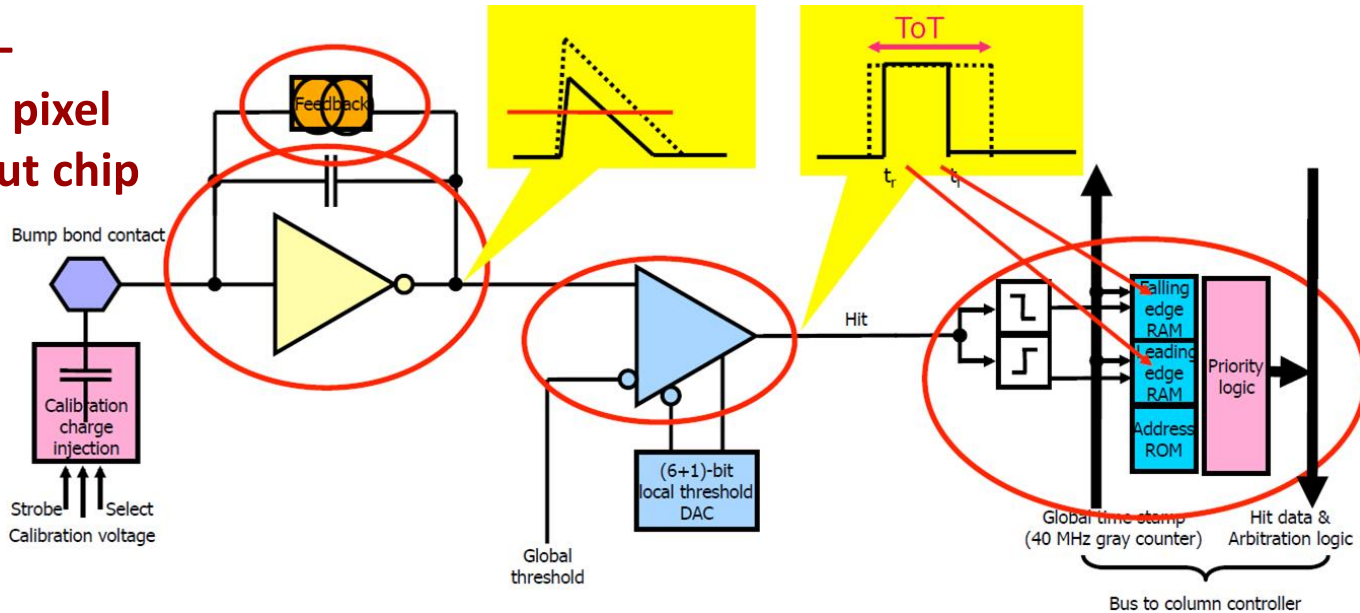 pixel
ut chip
Feedback
Bump bond contact
Calibration
charge
injection
Strobe
Select
Calibration voltage
ToT
tr
Hit
(6+1)-bit
local threshold
DAC
Global
threshold
Falling
edge
RAM
Leading
edge
RAM
Address
ROM
Priority
logic
Global time stamp
(40 MHz gray counter)
Hit data &
Arbitration logic
Bus to column controller